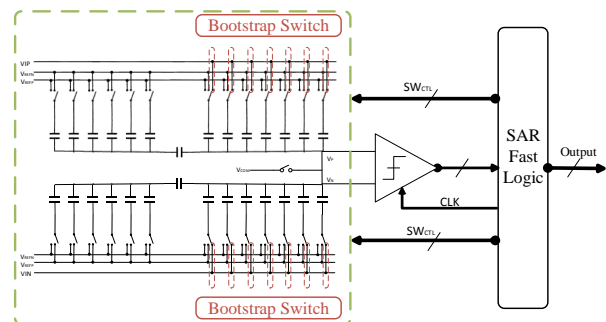 Bootstrap Switch
VIP
VREFN
VREFP
SWCTL
SAR
Fast
Logic
Output
VCOM
VP
VN
CLK
SWCTL
VREFN
VREFP
VIN
Bootstrap Switch